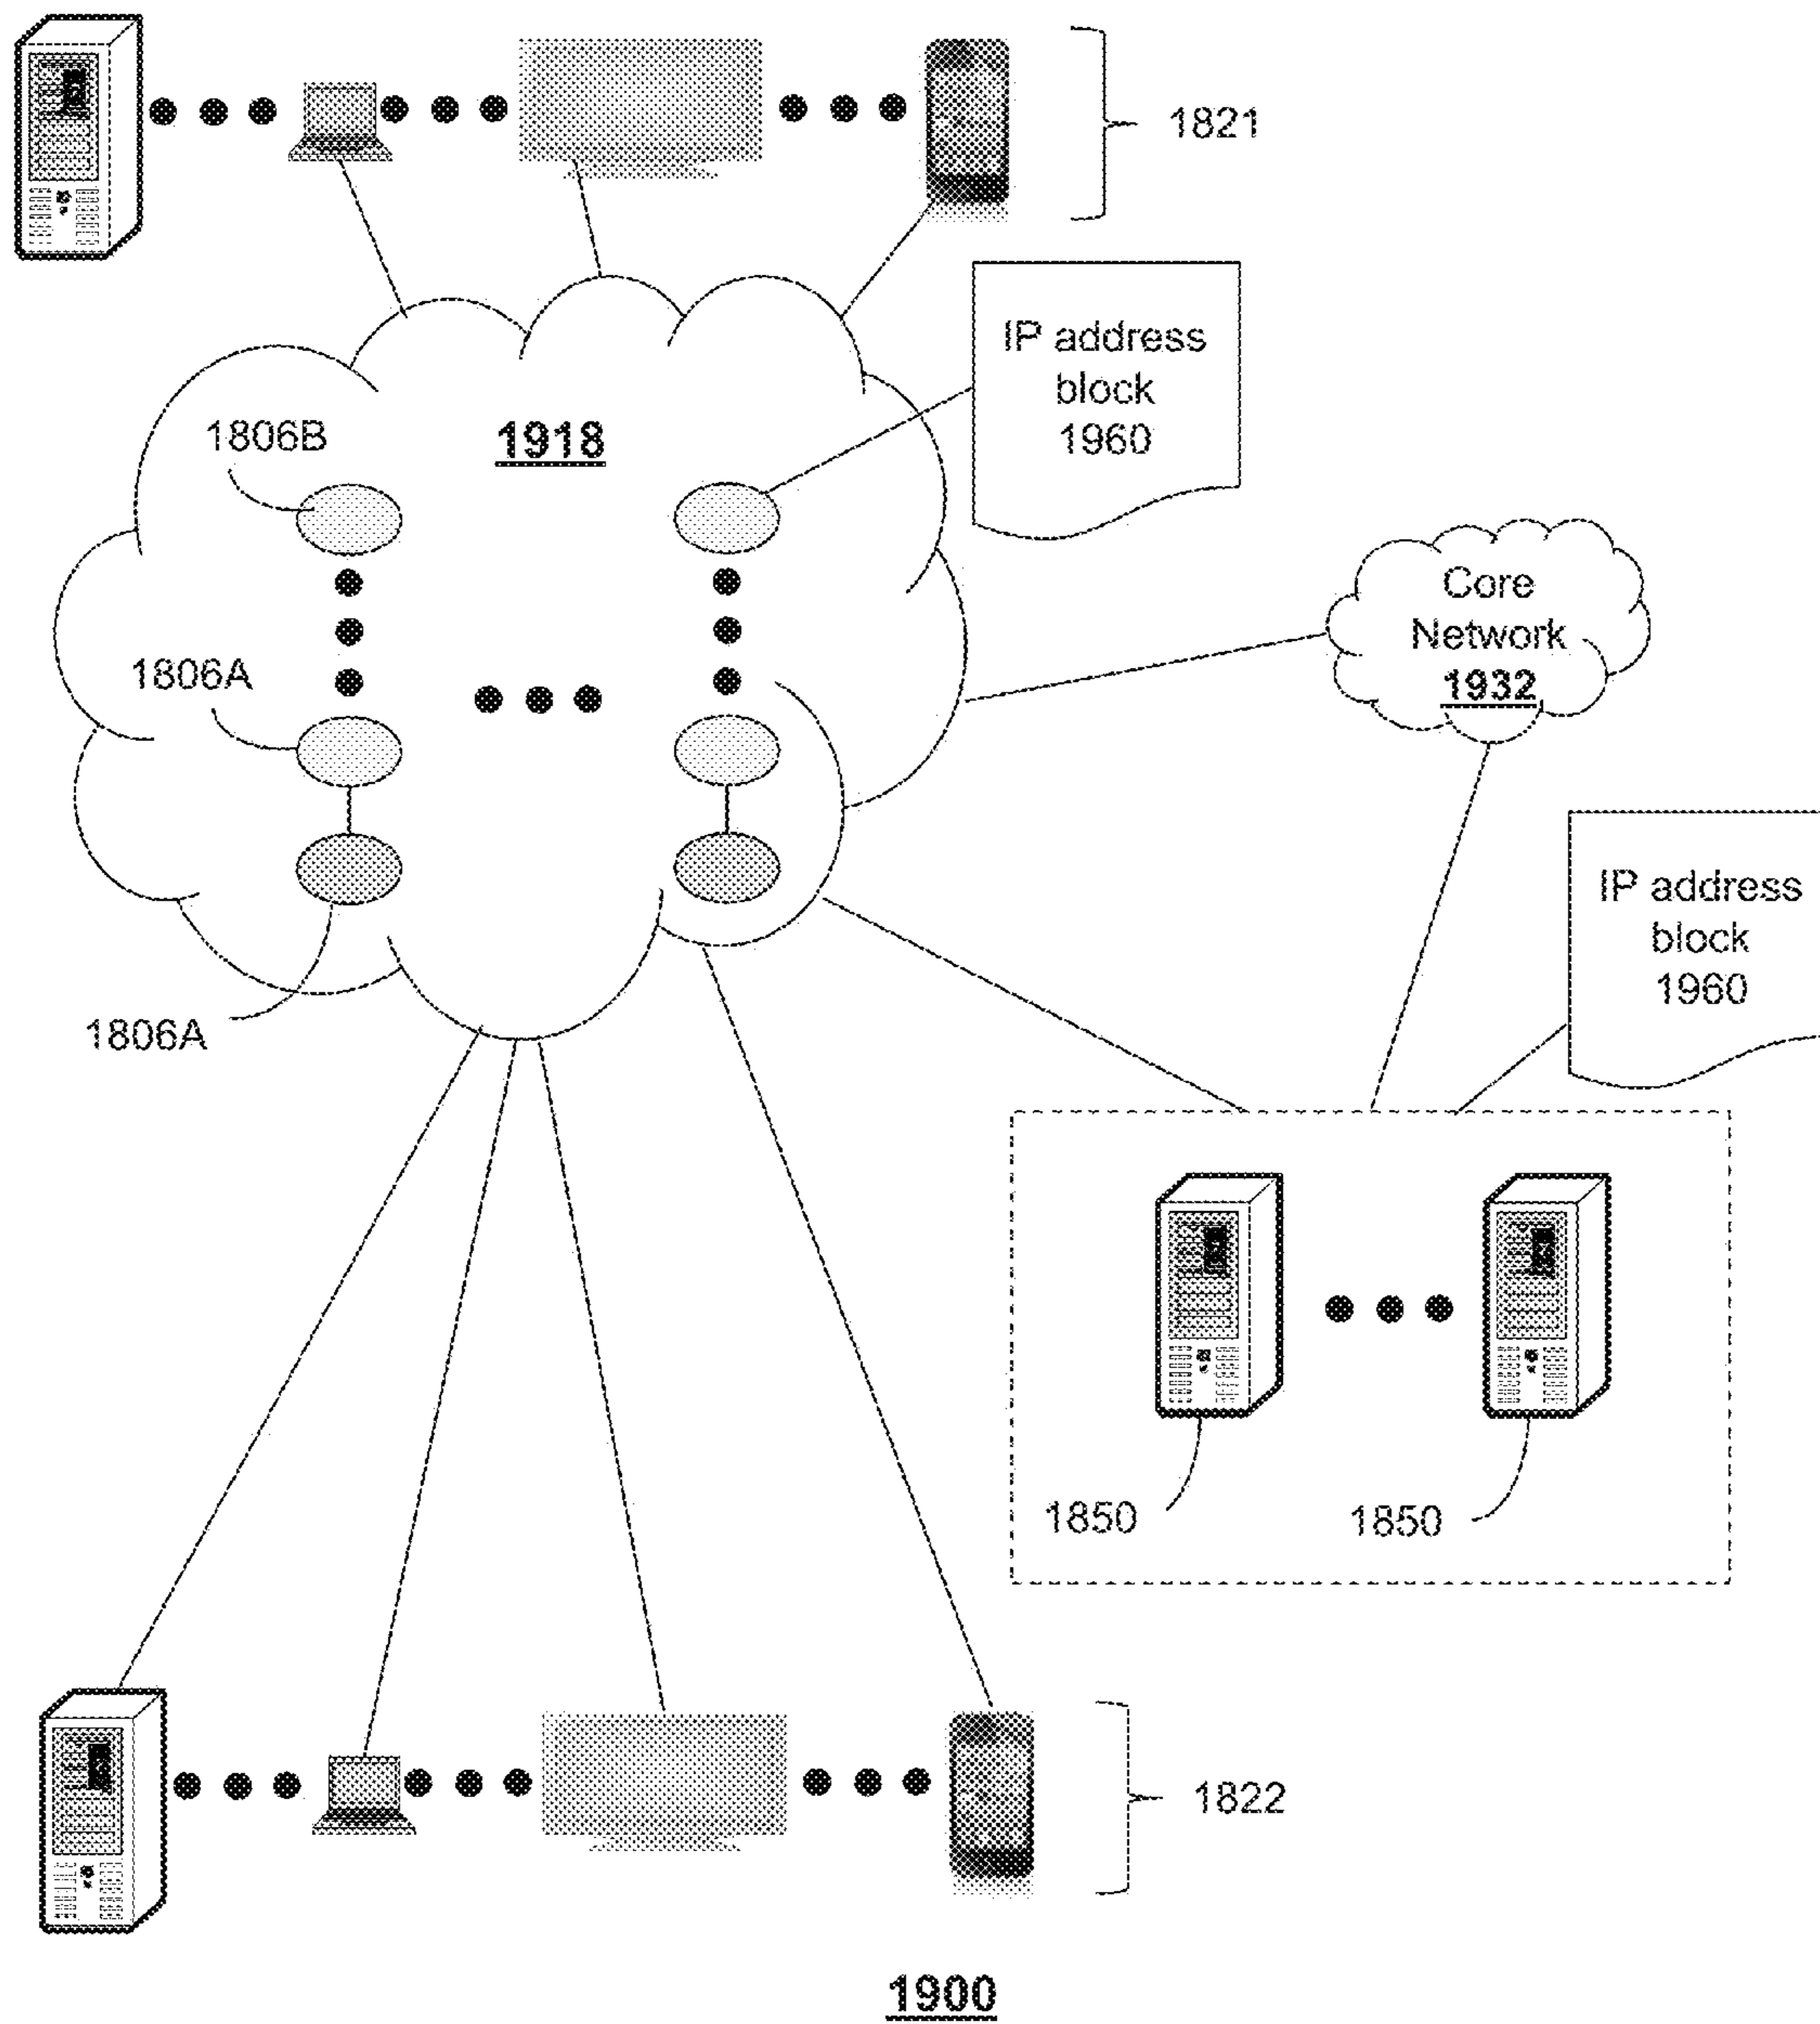 1821
IP address
block
1960
1806B
1918
Core
Network
1932
1806A
IP address
block
1960
1806A
1850
1850
1822
1900